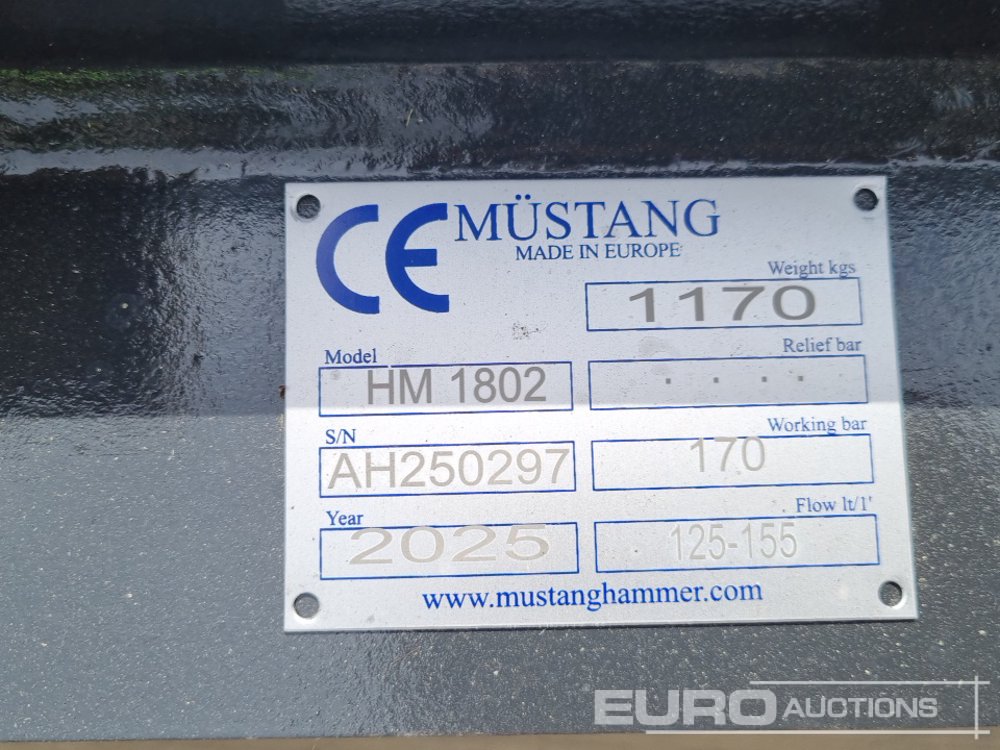 CE MÜSTANG
MADE IN EUROPE
Weight kgs
1170
Model
HM 1802
Relief bar
. . . .
S/N
AH250297
Working bar
170
Year
2025
Flow lt/1'
125-155
www.mustanghammer.com
EURO AUCTIONS